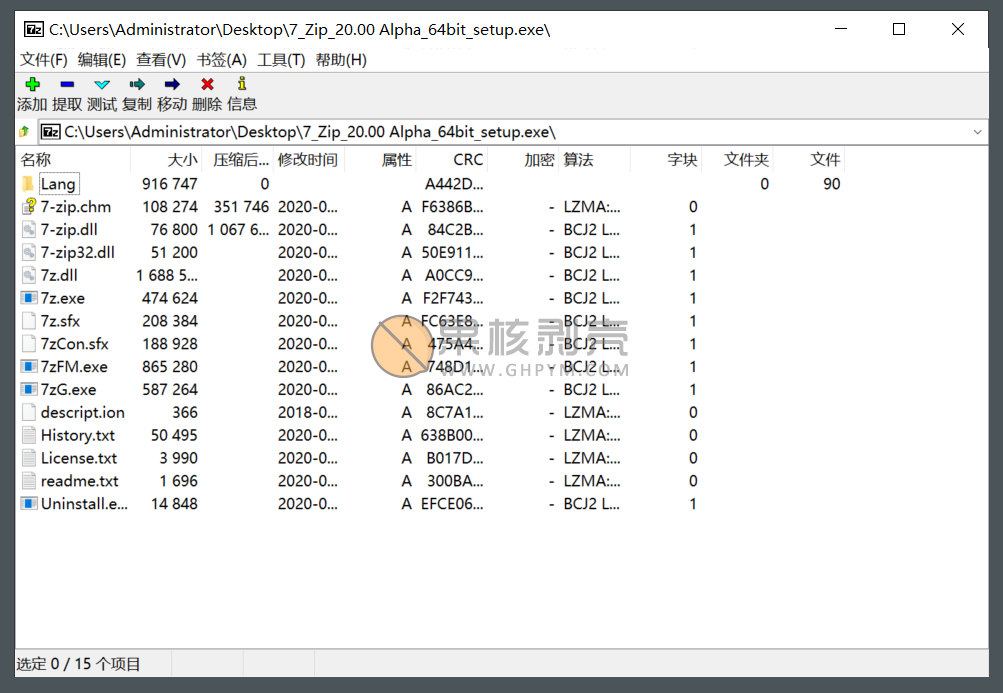 C:\Users\Administrator\Desktop\7_Zip_20.00 Alpha_64bit_setup.exe\
文件(F) 编辑(E) 查看(V) 书签(A) 工具(T) 帮助(H)
添加 提取 测试 复制 移动 删除 信息
C:\Users\Administrator\Desktop\7_Zip_20.00 Alpha_64bit_setup.exe\
名称 大小 压缩后... 修改时间 属性 CRC 加密 算法 字块 文件夹 文件
Lang 916 747 0 A442D... 0 90
7-zip.chm 108 274 351 746 2020-0... A F6386B... - LZMA:... 0
7-zip.dll 76 800 1 067 6... 2020-0... A 84C2B... - BCJ2 L... 1
7-zip32.dll 51 200 2020-0... A 50E911... - BCJ2 L... 1
7z.dll 1 688 5... 2020-0... A A0CC9... - BCJ2 L... 1
7z.exe 474 624 2020-0... A F2F743... - BCJ2 L... 1
7z.sfx 208 384 2020-0... A FC63E8... - BCJ2 L... 1
7zCon.sfx 188 928 2020-0... A 475A4... - BCJ2 L... 1
7zFM.exe 865 280 2020-0... A 748D1... - BCJ2 L... 1
7zG.exe 587 264 2020-0... A 86AC2... - BCJ2 L... 1
descript.ion 366 2018-0... A 8C7A1... - LZMA:... 0
History.txt 50 495 2020-0... A 638B00... - LZMA:... 0
License.txt 3 990 2020-0... A B017D... - LZMA:... 0
readme.txt 1 696 2020-0... A 300BA... - LZMA:... 0
Uninstall.e... 14 848 2020-0... A EFCE06... - BCJ2 L... 1
果核剥壳
WWW.GHPYM.COM
选定 0 / 15 个项目